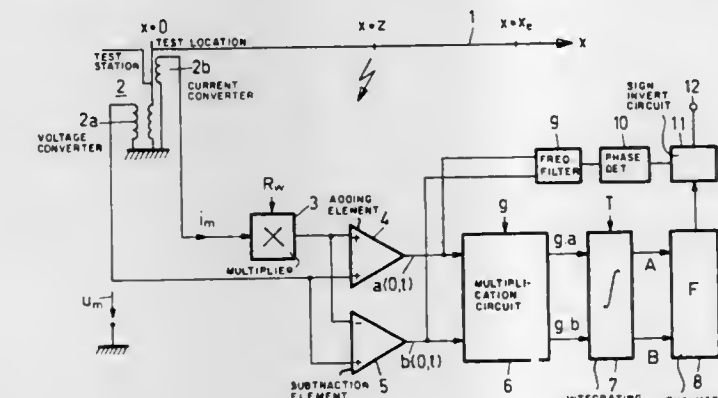 x=0
x=z
1
x=xe
x
TEST LOCATION
TEST
STATION
2
2b
CURRENT
CONVERTER
2a
VOLTAGE
CONVERTER
SIGN
INVERT
CIRCUIT
12
9
10
11
FREQ.
FILTER
PHASE
DET
Rw
3
ADDING
ELEMENT
4
im
MULTIPLIER
a(0,t)
g
g.a
T
A
MULTIPLI-
CATION
CIRCUIT
∫
F
um
b(0,t)
g.b
B
5
SUBTRACTION
ELEMENT
6
7
8
INTEGRATING